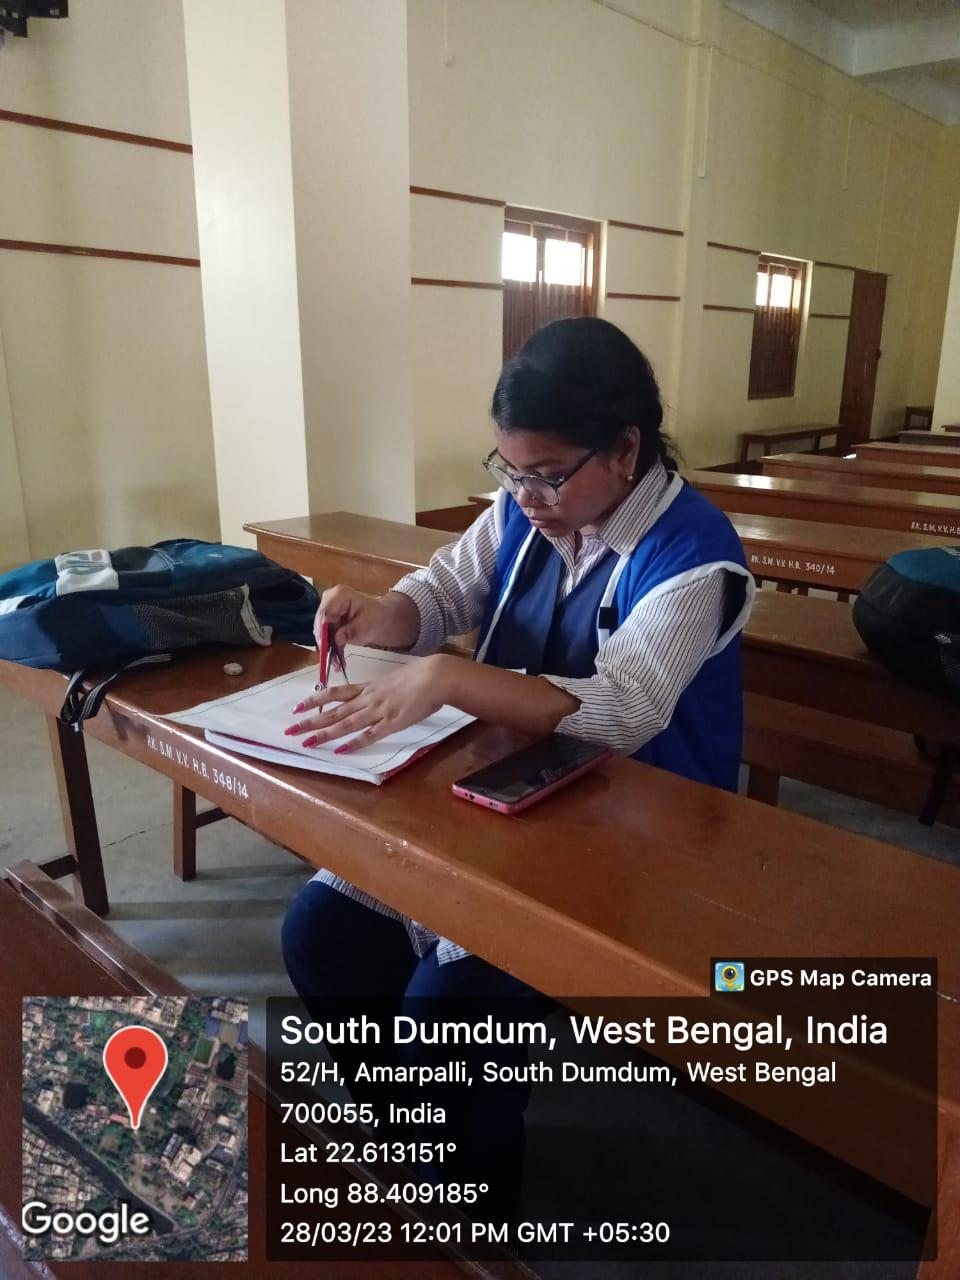 RK. S.M. V.V. H.B.
RK. S.M. V.V. H.B. 340/14
RK. S.M. V.V. H.B. 348/14
GPS Map Camera
South Dumdum, West Bengal, India
52/H, Amarpalli, South Dumdum, West Bengal
700055, India
Lat 22.613151°
Long 88.409185°
28/03/23 12:01 PM GMT +05:30
Google